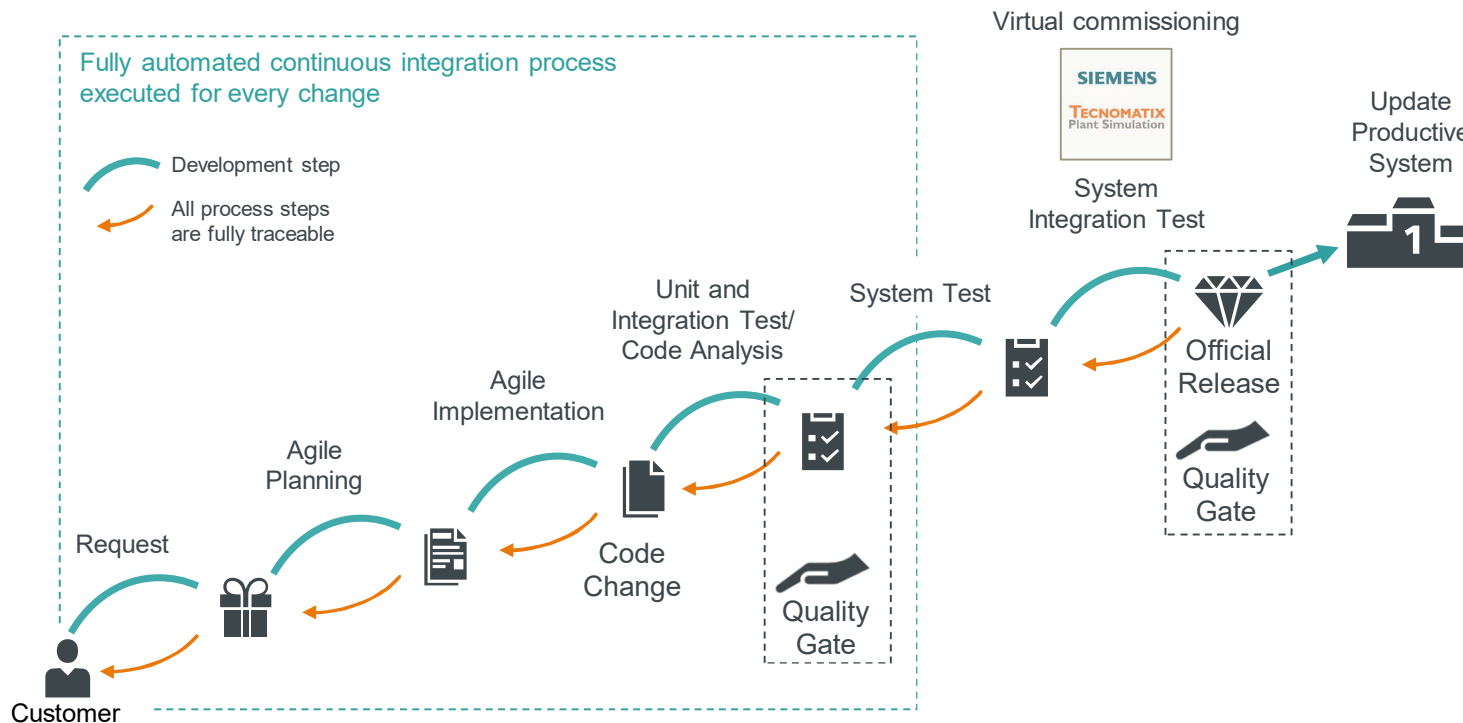 Virtual commissioning
Fully automated continuous integration process
executed for every change
SIEMENS
TECNOMATIX
Plant Simulation
Update
Productive
System
Development step
All process steps
are fully traceable
System
Integration Test
Unit and
Integration Test/
Code Analysis
System Test
1
Official
Release
Agile
Implementation
Agile
Planning
Quality
Gate
Request
Code
Change
Quality
Gate
Customer